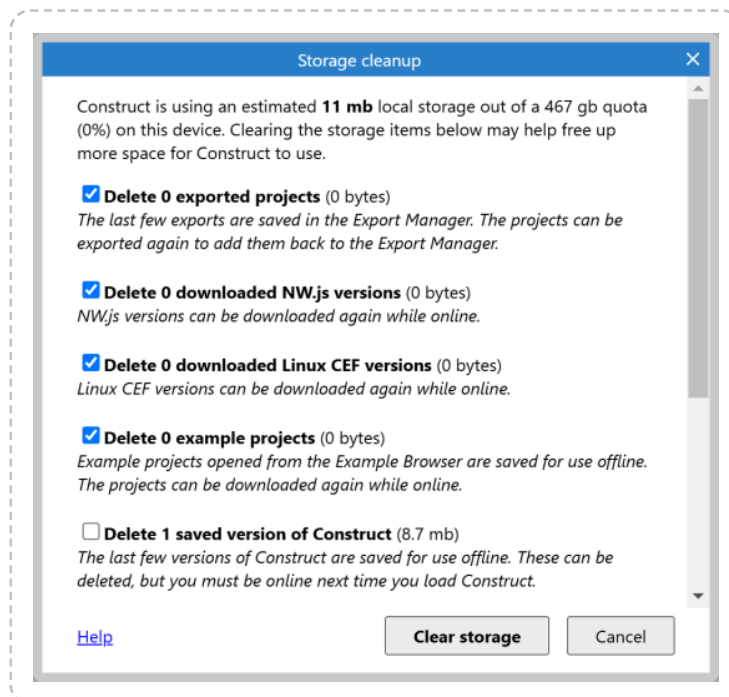 Storage cleanup
Construct is using an estimated 11 mb local storage out of a 467 gb quota
(0%) on this device. Clearing the storage items below may help free up
more space for Construct to use.
Delete 0 exported projects (0 bytes)
The last few exports are saved in the Export Manager. The projects can be
exported again to add them back to the Export Manager.
Delete 0 downloaded NW.js versions (0 bytes)
NW.js versions can be downloaded again while online.
Delete 0 downloaded Linux CEF versions (0 bytes)
Linux CEF versions can be downloaded again while online.
Delete 0 example projects (0 bytes)
Example projects opened from the Example Browser are saved for use offline.
The projects can be downloaded again while online.
Delete 1 saved version of Construct (8.7 mb)
The last few versions of Construct are saved for use offline. These can be
deleted, but you must be online next time you load Construct.
Help
Clear storage
Cancel